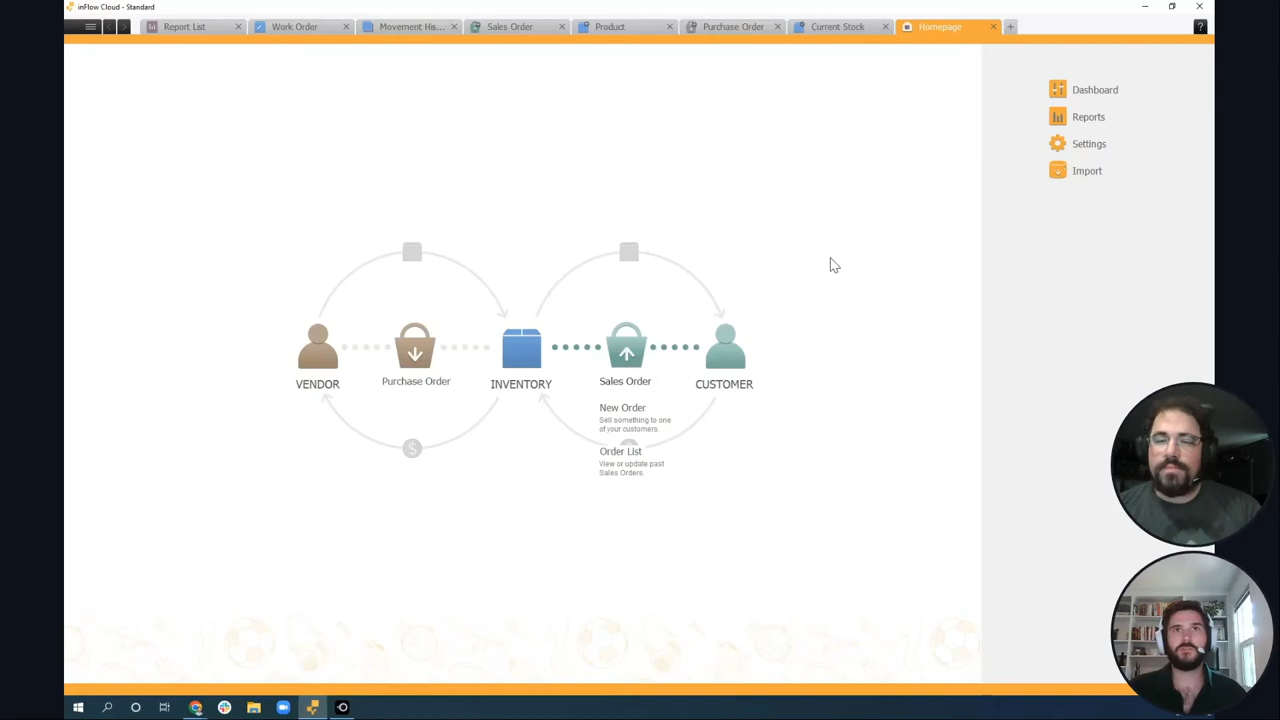 inFlow Cloud - Standard
Report List
Work Order
Movement His...
Sales Order
Product
Purchase Order
Current Stock
Homepage
?
Dashboard
Reports
Settings
Import
VENDOR
Purchase Order
INVENTORY
Sales Order
CUSTOMER
New Order
Sell something to one
of your customers.
Order List
View or update past
Sales Orders.
$